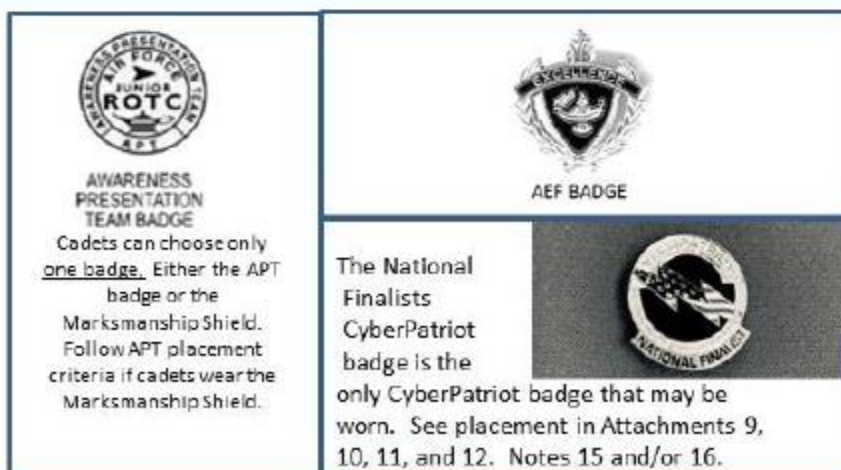 AWARENESS PRESENTATION TEAM
AIR FORCE
JUNIOR
ROTC
APT
AWARENESS
PRESENTATION
TEAM BADGE
Cadets can choose only
one badge. Either the APT
badge or the
Marksmanship Shield.
Follow APT placement
criteria if cadets wear the
Marksmanship Shield.
EXCELLENCE
AEF BADGE
The National
Finalists
CyberPatriot
badge is the
only CyberPatriot badge that may be
worn. See placement in Attachments 9,
10, 11, and 12. Notes 15 and/or 16.
NATIONAL FINALIST